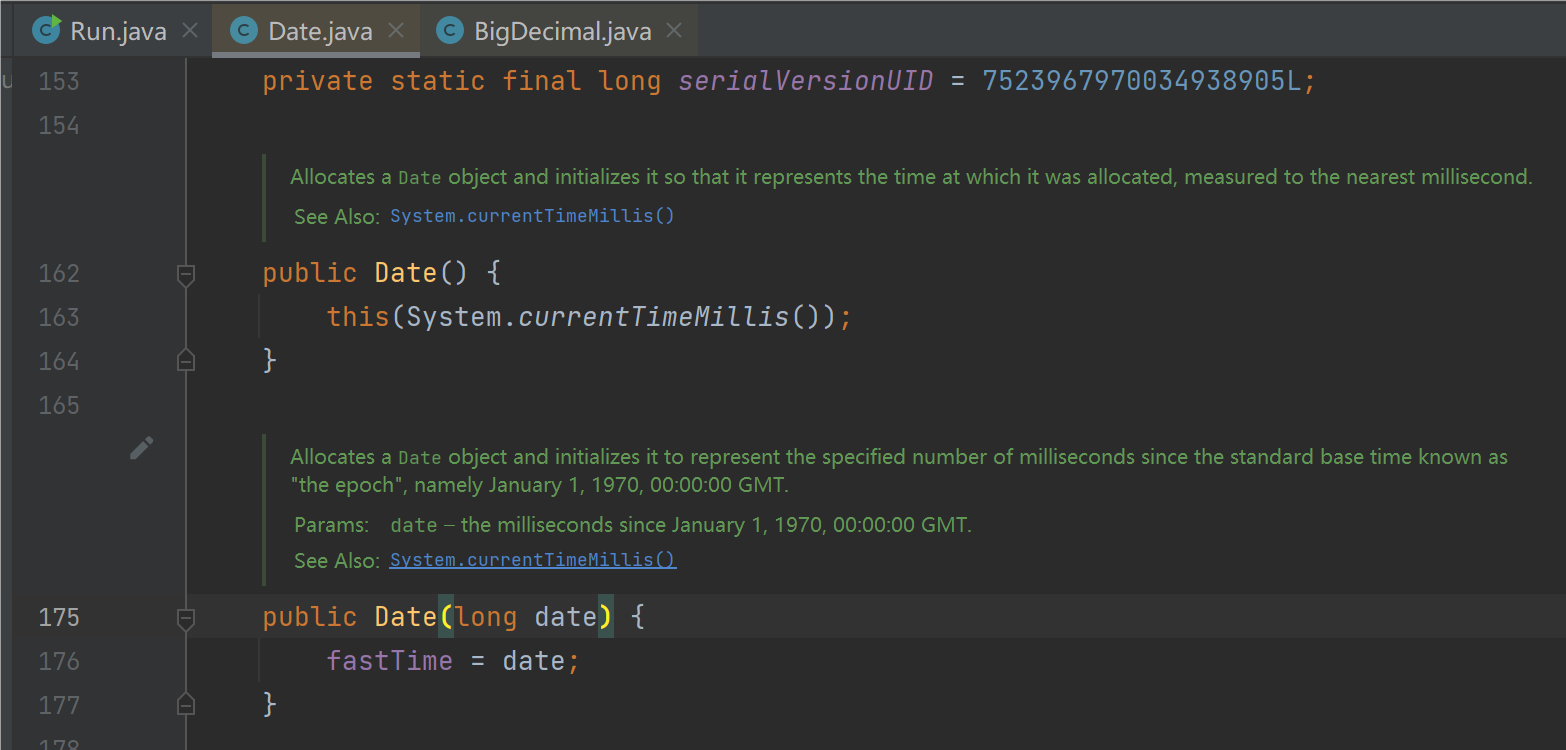 Run.java Date.java BigDecimal.java
153 private static final long serialVersionUID = 7523967970034938905L;
154
Allocates a Date object and initializes it so that it represents the time at which it was allocated, measured to the nearest millisecond.
See Also: System.currentTimeMillis()
162 public Date() {
163 this(System.currentTimeMillis());
164 }
165
Allocates a Date object and initializes it to represent the specified number of milliseconds since the standard base time known as
"the epoch", namely January 1, 1970, 00:00:00 GMT.
Params: date – the milliseconds since January 1, 1970, 00:00:00 GMT.
See Also: System.currentTimeMillis()
175 public Date(long date) {
176 fastTime = date;
177 }
178